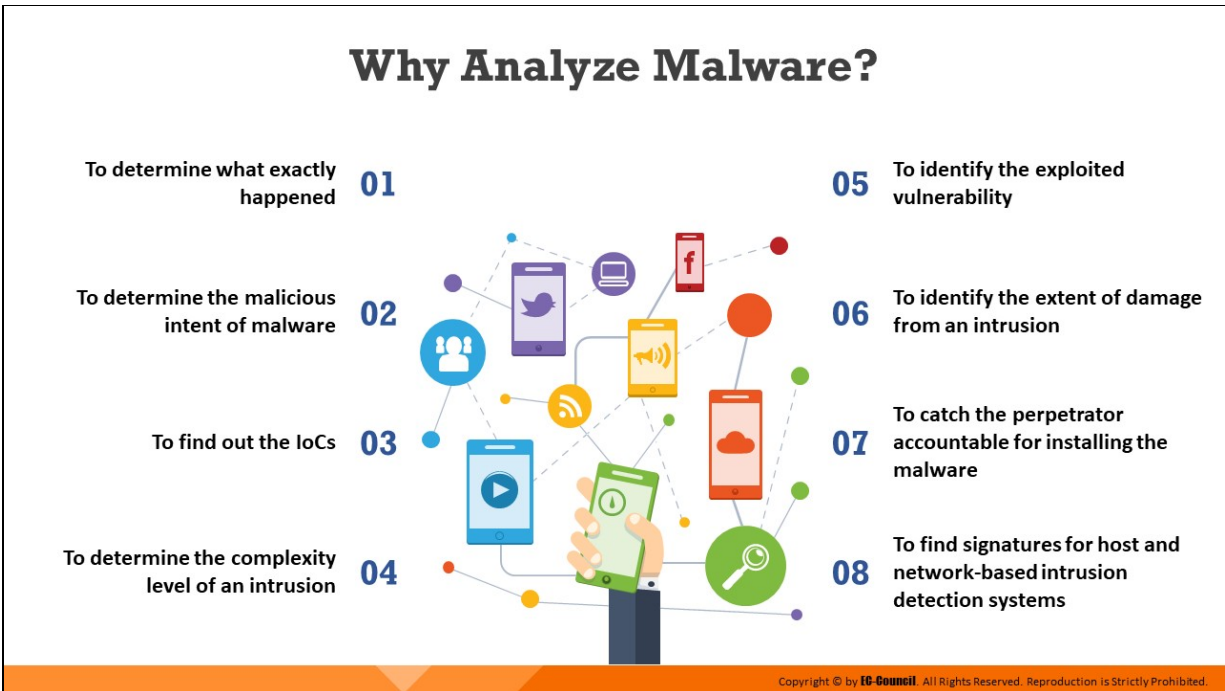 Why Analyze Malware?
To determine what exactly
happened
01
To determine the malicious
intent of malware
02
To find out the IoCs
03
To determine the complexity
level of an intrusion
04
05
To identify the exploited
vulnerability
06
To identify the extent of damage
from an intrusion
07
To catch the perpetrator
accountable for installing the
malware
08
To find signatures for host and
network-based intrusion
detection systems
f
Copyright © by EC-Council. All Rights Reserved. Reproduction is Strictly Prohibited.